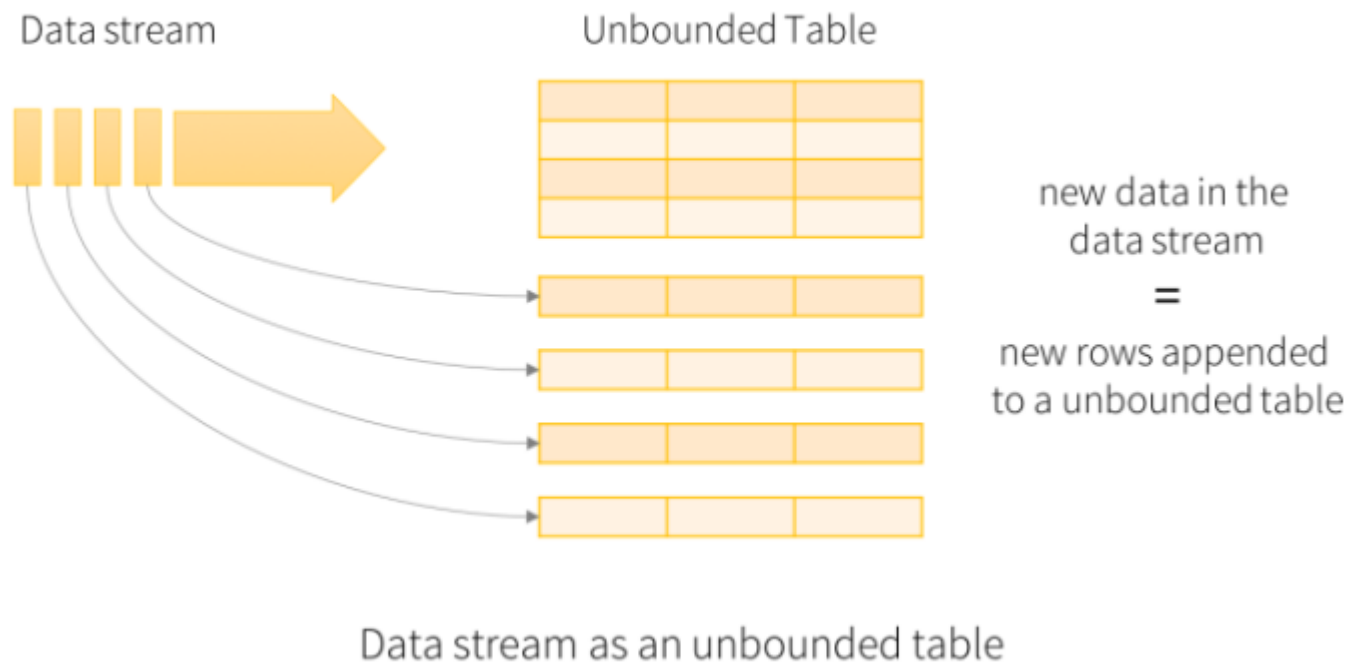 Data stream
Unbounded Table
new data in the
data stream
=
new rows appended
to a unbounded table
Data stream as an unbounded table